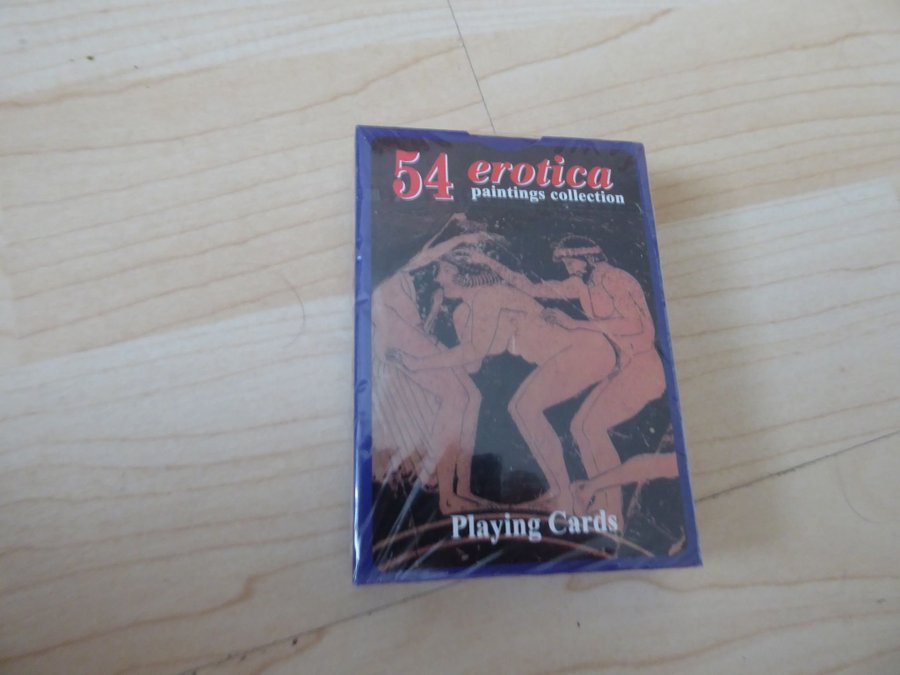 54 erotica
paintings collection
Playing Cards